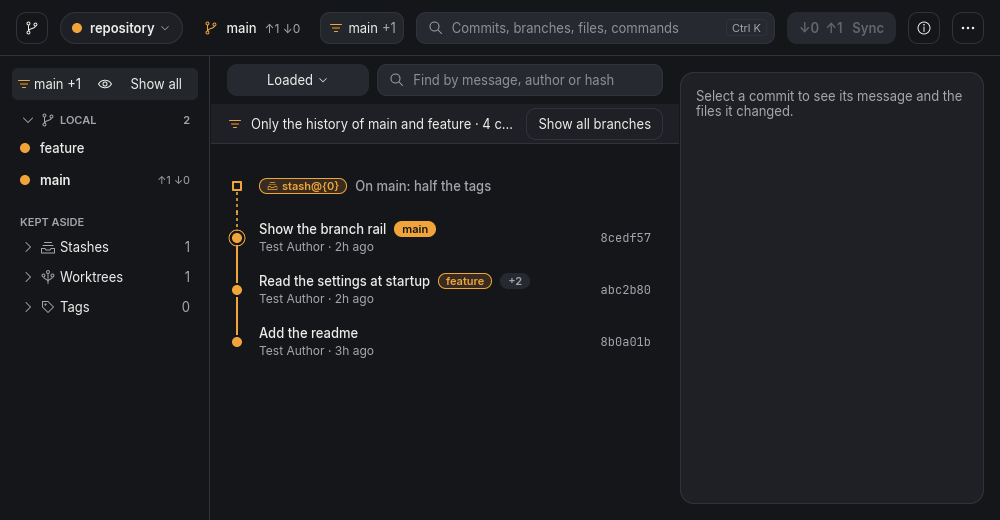 repository main ↑1 ↓0 main +1 Commits, branches, files, commands Ctrl K ↓0 ↑1 Sync
main +1 Show all
LOCAL 2
feature
main ↑1 ↓0
KEPT ASIDE
Stashes 1
Worktrees 1
Tags 0
Loaded Find by message, author or hash
Only the history of main and feature · 4 c... Show all branches
stash@{0} On main: half the tags
Show the branch rail main
Test Author · 2h ago 8cedf57
Read the settings at startup feature +2
Test Author · 2h ago abc2b80
Add the readme
Test Author · 3h ago 8b0a01b
Select a commit to see its message and the
files it changed.